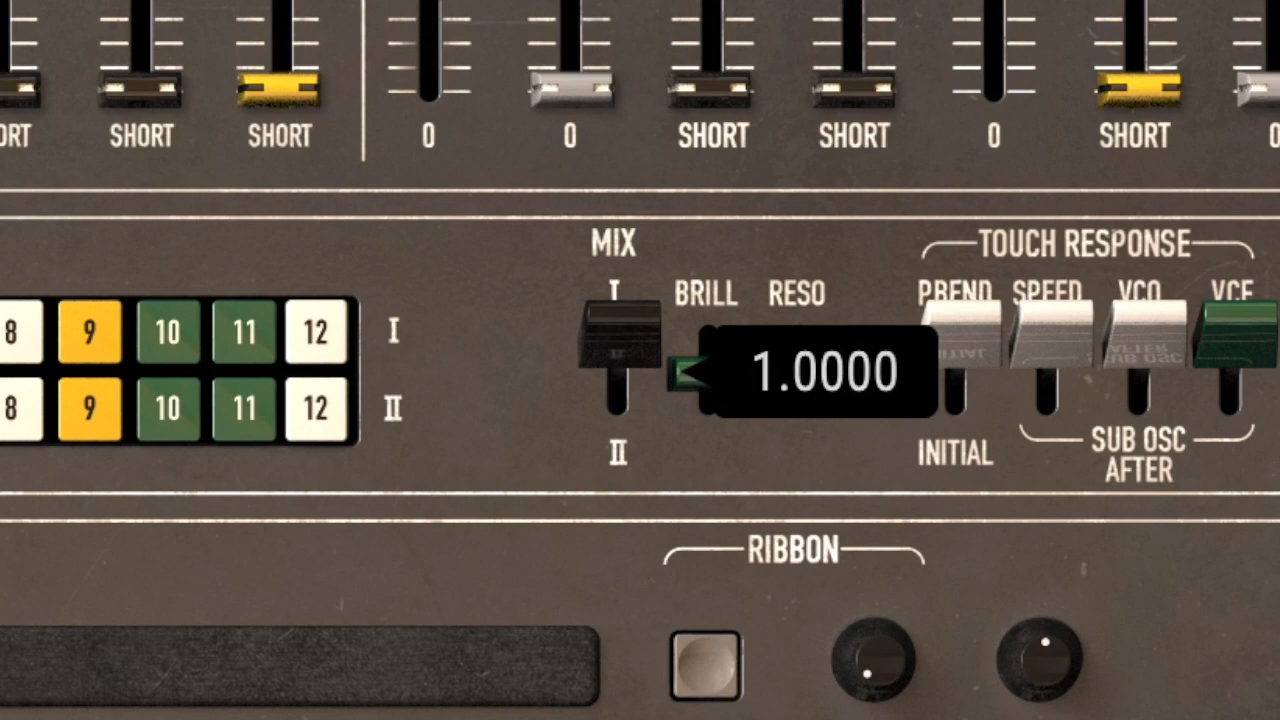 SHORT
SHORT
0
0
SHORT
SHORT
0
SHORT
MIX
TOUCH RESPONSE
I
BRILL
RESO
PBEND
SPEED
VCO
VCF
8
9
10
11
12
I
1.0000
8
9
10
11
12
II
II
INITIAL
SUB OSC
AFTER
RIBBON